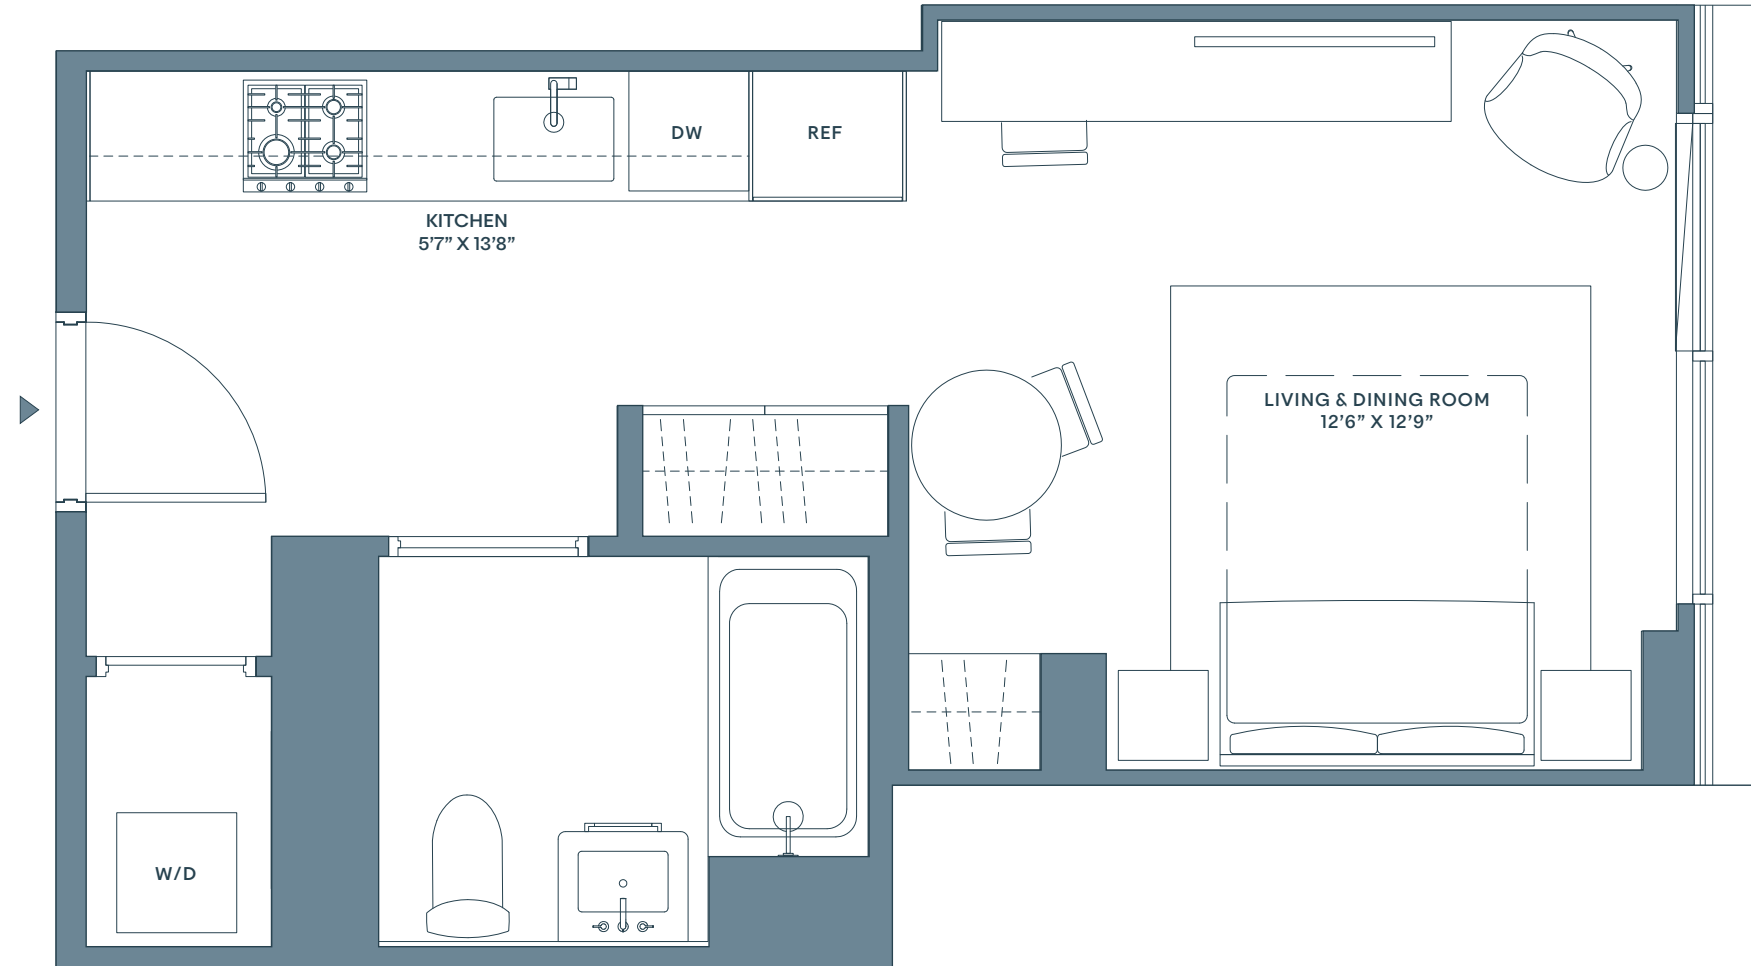 DW
REF
KITCHEN
5’7” X 13’8”
LIVING & DINING ROOM
12’6” X 12’9”
W/D